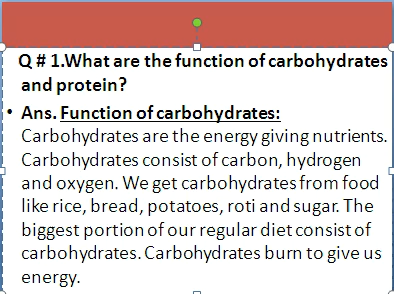 Q # 1.What are the function of carbohydrates
and protein?
• Ans. Function of carbohydrates:
Carbohydrates are the energy giving nutrients.
Carbohydrates consist of carbon, hydrogen
and oxygen. We get carbohydrates from food
like rice, bread, potatoes, roti and sugar. The
biggest portion of our regular diet consist of
carbohydrates. Carbohydrates burn to give us
energy.